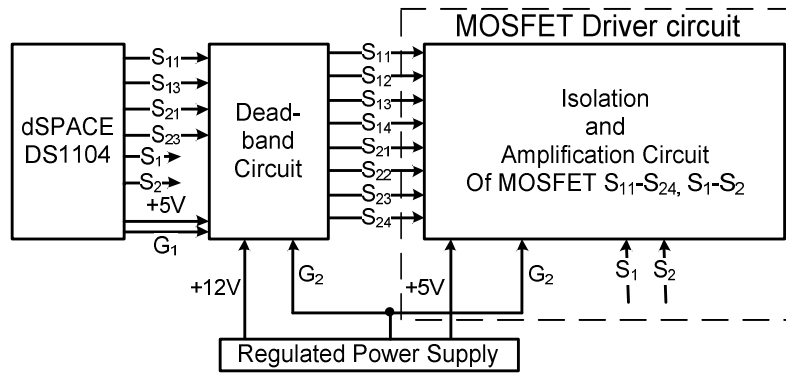 MOSFET Driver circuit
dSPACE
DS1104
S11
S13
S21
S23
S1
S2
+5V
G1
Dead-
band
Circuit
S11
S12
S13
S14
S21
S22
S23
S24
Isolation
and
Amplification Circuit
Of MOSFET S11-S24, S1-S2
+12V
G2
+5V
G2
S1
S2
Regulated Power Supply